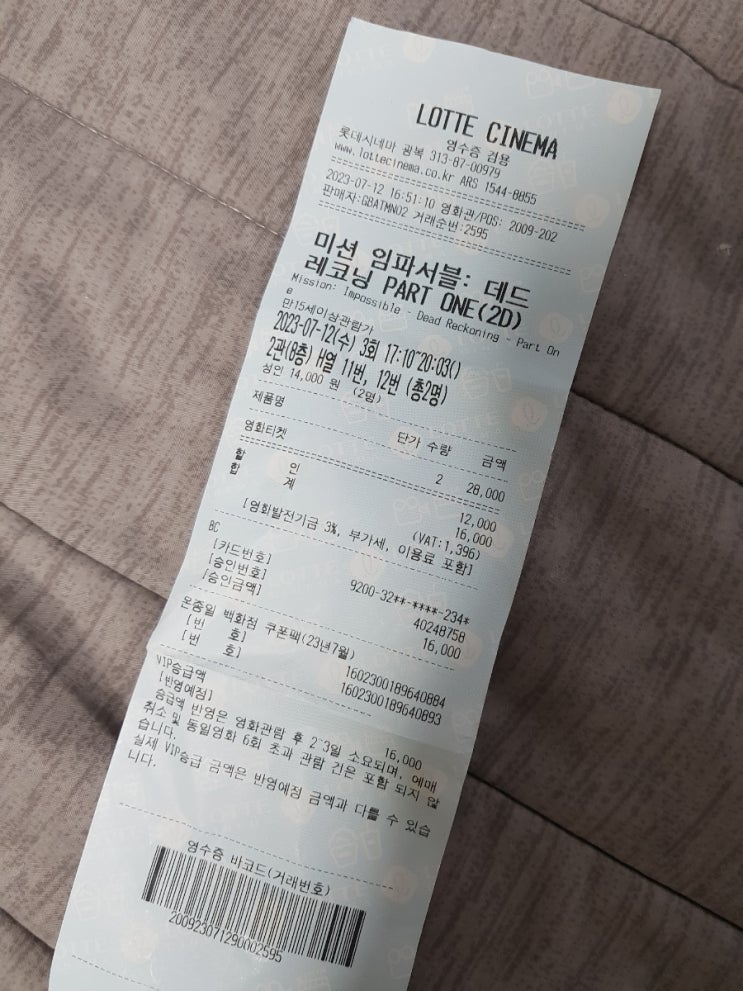 LOTTE CINEMA
영수증 겸용
롯데시네마 광복 313-87-00979
www.lottecinema.co.kr ARS 1544-8855
2023-07-12 16:51:10 영화관/POS: 2009-202
판매자:GBATMN02 거래순번:2595
미션 임파서블: 데드
레코닝 PART ONE(2D)
Mission: Impossible - Dead Reckoning - Part On
e
만15세이상관람가
2023-07-12(수) 3회 17:10~20:03()
2관(8층) H열 11번, 12번 (총2명)
성인 14,000 원 (2명)
제품명 단가 수량 금액
영화티켓 2 28,000
할 인 12,000
합 계 16,000
(VAT:1,396)
[영화발전기금 3%, 부가세, 이용료 포함]
BC
[카드번호] 9200-32**-****-234*
[승인번호] 40248758
[승인금액] 16,000
온종일 백화점 쿠폰팩(23년7월)
[번 호] 1602300189640884
[번 호] 1602300189640893
VIP승급액
[반영예정] 16,000
승급액 반영은 영화관람 후 2~3일 소요되며, 예매
취소 및 동일영화 6회 초과 관람 건은 포함 되지 않
습니다.
실제 VIP승급 금액은 반영예정 금액과 다를 수 있습
니다.
영수증 바코드(거래번호)
200923071290002595